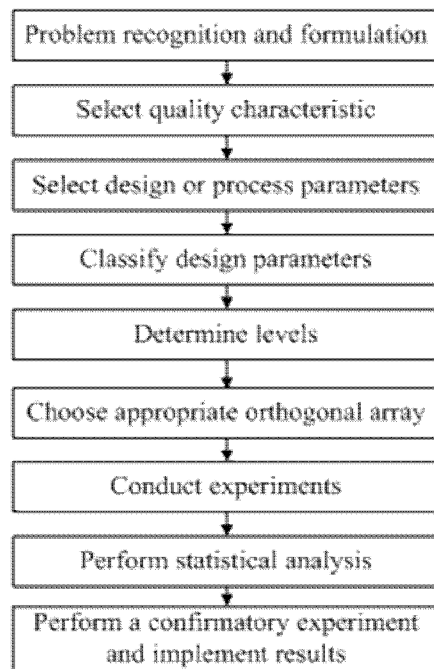 Problem recognition and formulation
Select quality characteristic
Select design or process parameters
Classify design parameters
Determine levels
Choose appropriate orthogonal array
Conduct experiments
Perform statistical analysis
Perform a confirmatory experiment
and implement results